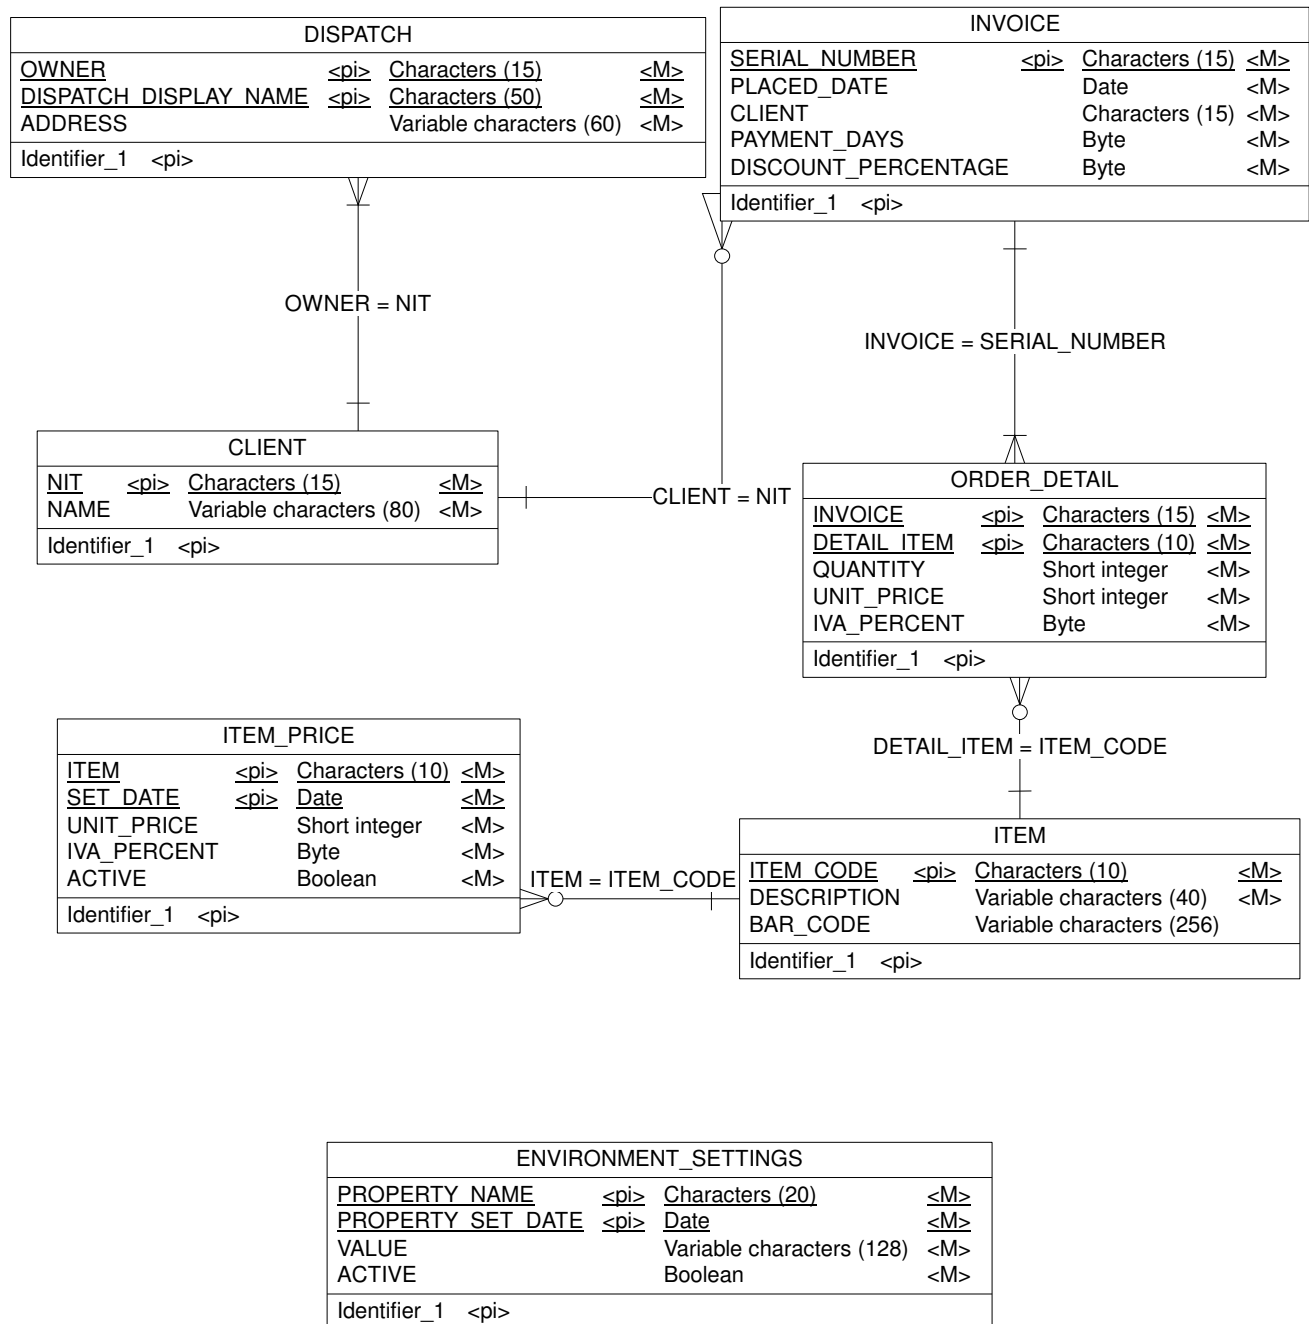 DISPATCH
OWNER <pi> Characters (15) <M>
DISPATCH_DISPLAY_NAME <pi> Characters (50) <M>
ADDRESS Variable characters (60) <M>
Identifier_1 <pi>
INVOICE
SERIAL_NUMBER <pi> Characters (15) <M>
PLACED_DATE Date <M>
CLIENT Characters (15) <M>
PAYMENT_DAYS Byte <M>
DISCOUNT_PERCENTAGE Byte <M>
Identifier_1 <pi>
OWNER = NIT
INVOICE = SERIAL_NUMBER
CLIENT
NIT <pi> Characters (15) <M>
NAME Variable characters (80) <M>
Identifier_1 <pi>
CLIENT = NIT
ORDER_DETAIL
INVOICE <pi> Characters (15) <M>
DETAIL_ITEM <pi> Characters (10) <M>
QUANTITY Short integer <M>
UNIT_PRICE Short integer <M>
IVA_PERCENT Byte <M>
Identifier_1 <pi>
DETAIL_ITEM = ITEM_CODE
ITEM_PRICE
ITEM <pi> Characters (10) <M>
SET_DATE <pi> Date <M>
UNIT_PRICE Short integer <M>
IVA_PERCENT Byte <M>
ACTIVE Boolean <M>
Identifier_1 <pi>
ITEM = ITEM_CODE
ITEM
ITEM_CODE <pi> Characters (10) <M>
DESCRIPTION Variable characters (40) <M>
BAR_CODE Variable characters (256)
Identifier_1 <pi>
ENVIRONMENT_SETTINGS
PROPERTY_NAME <pi> Characters (20) <M>
PROPERTY_SET_DATE <pi> Date <M>
VALUE Variable characters (128) <M>
ACTIVE Boolean <M>
Identifier_1 <pi>